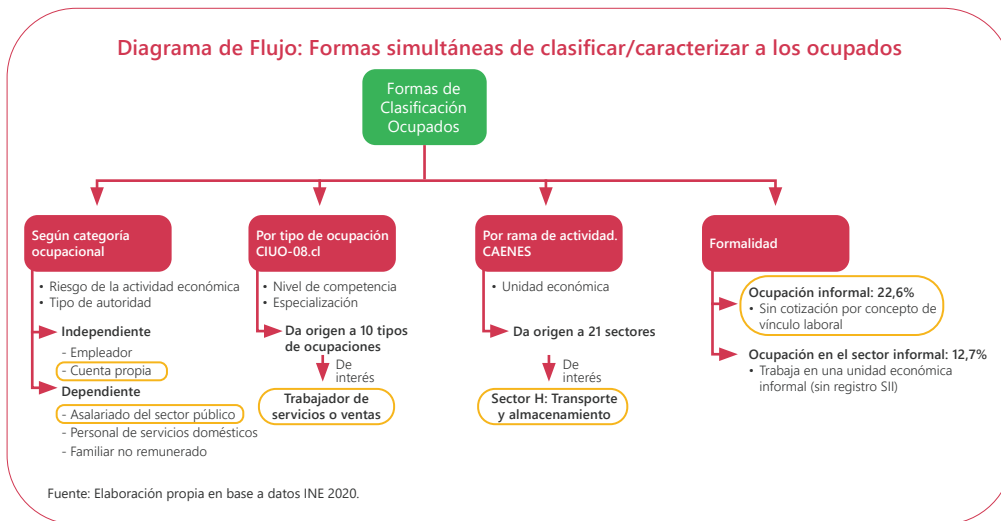 Diagrama de Flujo: Formas simultáneas de clasificar/caracterizar a los ocupados
Formas de
Clasificación
Ocupados
Según categoría
ocupacional
• Riesgo de la actividad económica
• Tipo de autoridad
Independiente
- Empleador
- Cuenta propia
Dependiente
- Asalariado del sector público
- Personal de servicios domésticos
- Familiar no remunerado
Por tipo de ocupación
CIUO-08.cl
• Nivel de competencia
• Especialización
Da origen a 10 tipos
de ocupaciones
De
interés
Trabajador de
servicios o ventas
Por rama de actividad.
CAENES
• Unidad económica
Da origen a 21 sectores
De
interés
Sector H: Transporte
y almacenamiento
Formalidad
Ocupación informal: 22,6%
• Sin cotización por concepto de
vínculo laboral
Ocupación en el sector informal: 12,7%
• Trabaja en una unidad económica
informal (sin registro SII)
Fuente: Elaboración propia en base a datos INE 2020.